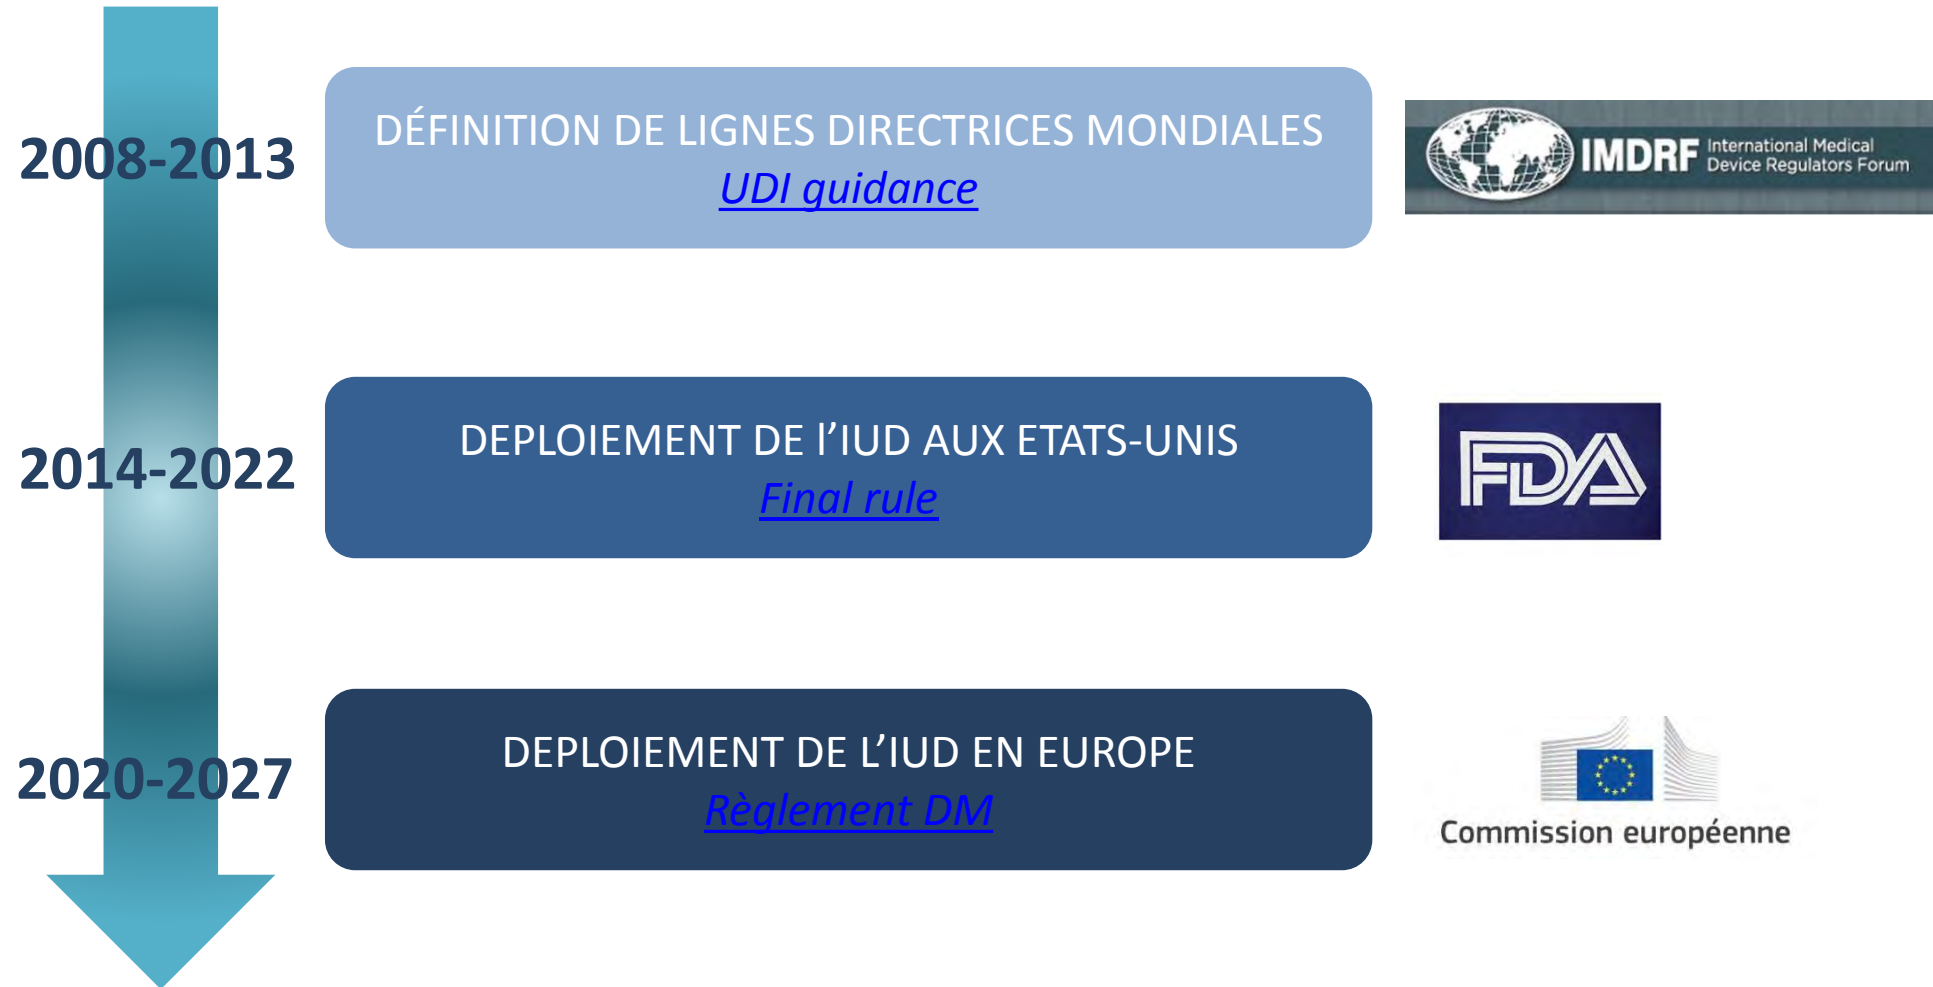 2008-2013
DÉFINITION DE LIGNES DIRECTRICES MONDIALES
UDI guidance
IMDRF International Medical
Device Regulators Forum
2014-2022
DEPLOIEMENT DE l’IUD AUX ETATS-UNIS
Final rule
FDA
2020-2027
DEPLOIEMENT DE L’IUD EN EUROPE
Règlement DM
Commission européenne